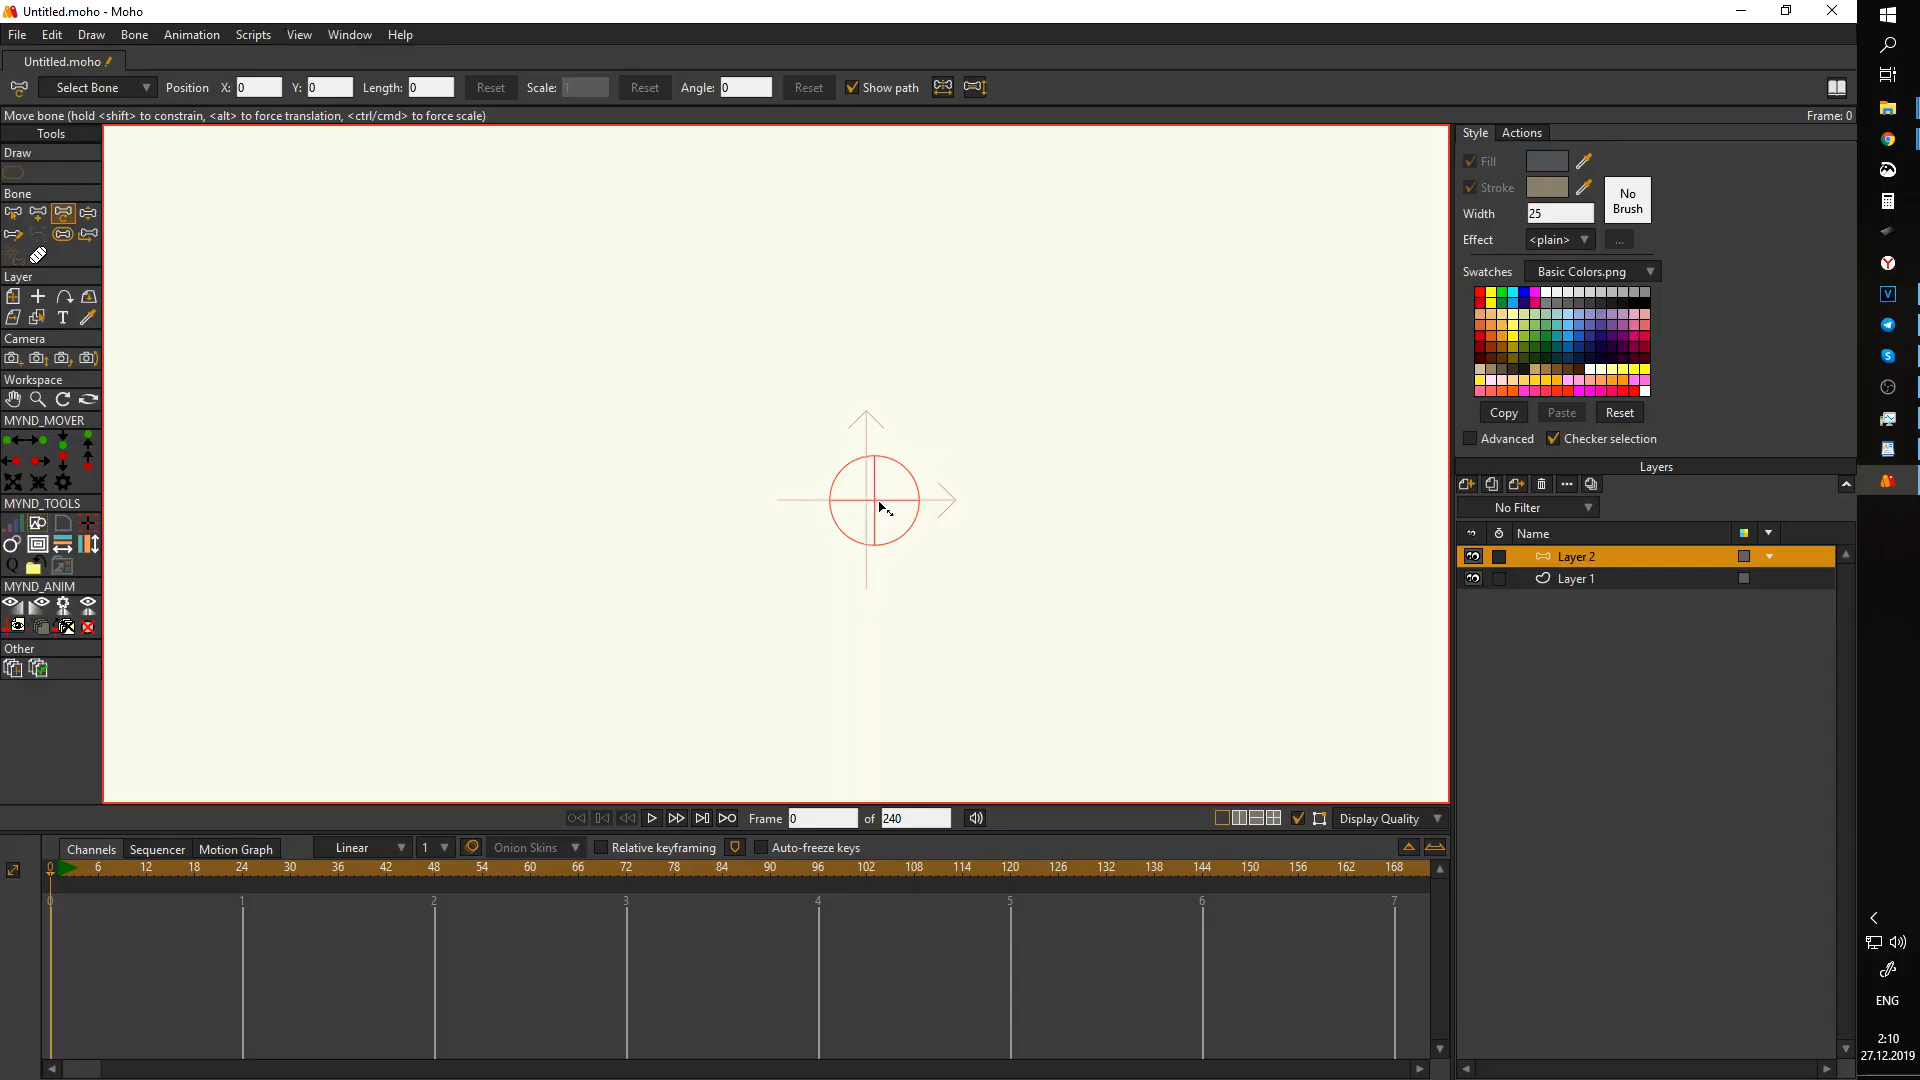 Untitled.moho - Moho
File Edit Draw Bone Animation Scripts View Window Help
Untitled.moho
Select Bone Position X: 0 Y: 0 Length: 0 Reset Scale: 1 Reset Angle: 0 Reset Show path
Move bone (hold <shift> to constrain, <alt> to force translation, <ctrl/cmd> to force scale) Frame: 0
Tools
Draw
Bone
Layer
T
Camera
Workspace
MYND_MOVER
MYND_TOOLS
Q
MYND_ANIM
Other
Style Actions
Fill
Stroke
No Brush
Width 25
Effect <plain> ...
Swatches Basic Colors.png
Copy Paste Reset
Advanced Checker selection
Layers
No Filter
Name
Layer 2
Layer 1
Frame 0 of 240 Display Quality
Channels Sequencer Motion Graph Linear 1 Onion Skins Relative keyframing Auto-freeze keys
0 6 12 18 24 30 36 42 48 54 60 66 72 78 84 90 96 102 108 114 120 126 132 138 144 150 156 162 168
0 1 2 3 4 5 6 7
ENG
2:10
27.12.2019